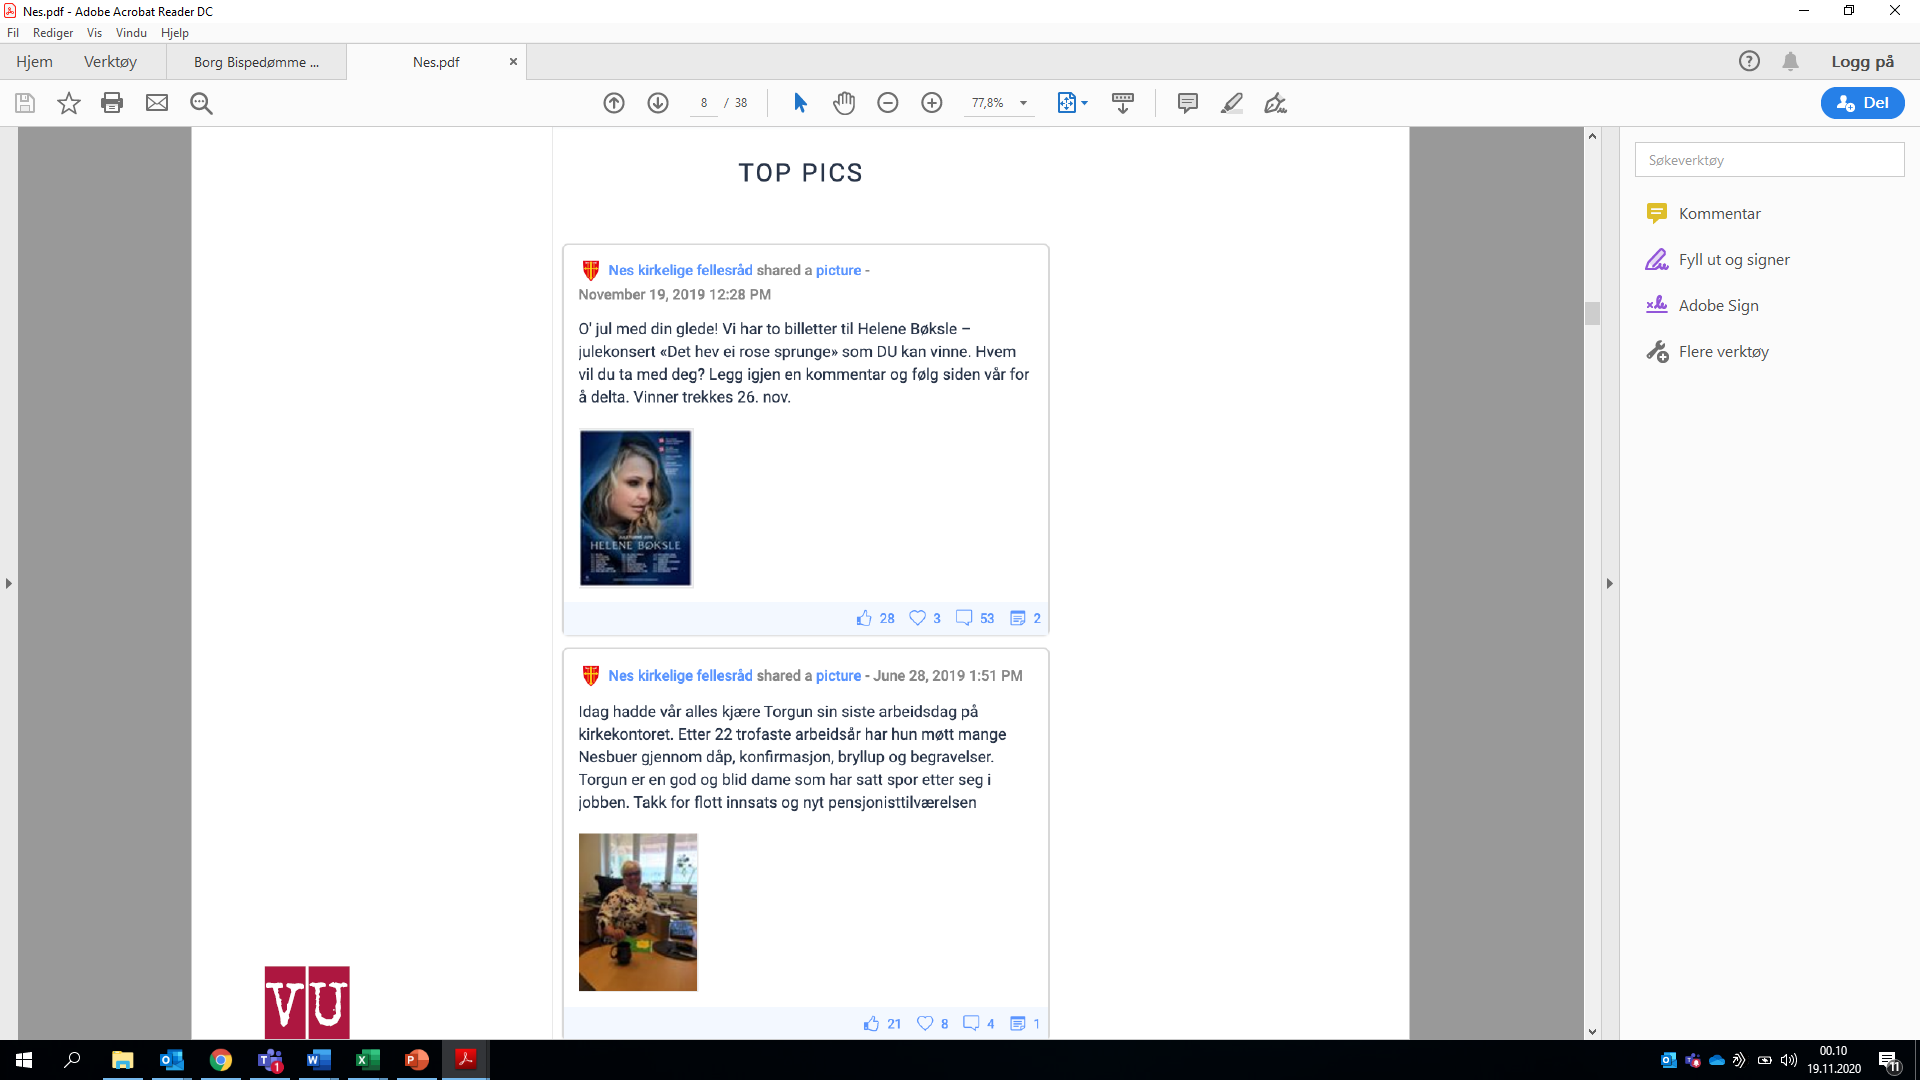 Nes.pdf - Adobe Acrobat Reader DC
Fil Rediger Vis Vindu Hjelp
Hjem Verktøy Borg Bispedømme ... Nes.pdf Logg på
8 / 38 77,8% Del
TOP PICS
Nes kirkelige fellesråd shared a picture -
November 19, 2019 12:28 PM
O' jul med din glede! Vi har to billetter til Helene Bøksle –
julekonsert «Det hev ei rose sprunge» som DU kan vinne. Hvem
vil du ta med deg? Legg igjen en kommentar og følg siden vår for
å delta. Vinner trekkes 26. nov.
HELENE BØKSLE
28 3 53 2
Nes kirkelige fellesråd shared a picture - June 28, 2019 1:51 PM
Idag hadde vår alles kjære Torgun sin siste arbeidsdag på
kirkekontoret. Etter 22 trofaste arbeidsår har hun møtt mange
Nesbuer gjennom dåp, konfirmasjon, bryllup og begravelser.
Torgun er en god og blid dame som har satt spor etter seg i
jobben. Takk for flott innsats og nyt pensjonisttilværelsen
21 8 4 1
VU
Søkeverktøy
Kommentar
Fyll ut og signer
Adobe Sign
Flere verktøy
1
00.10
19.11.2020
11